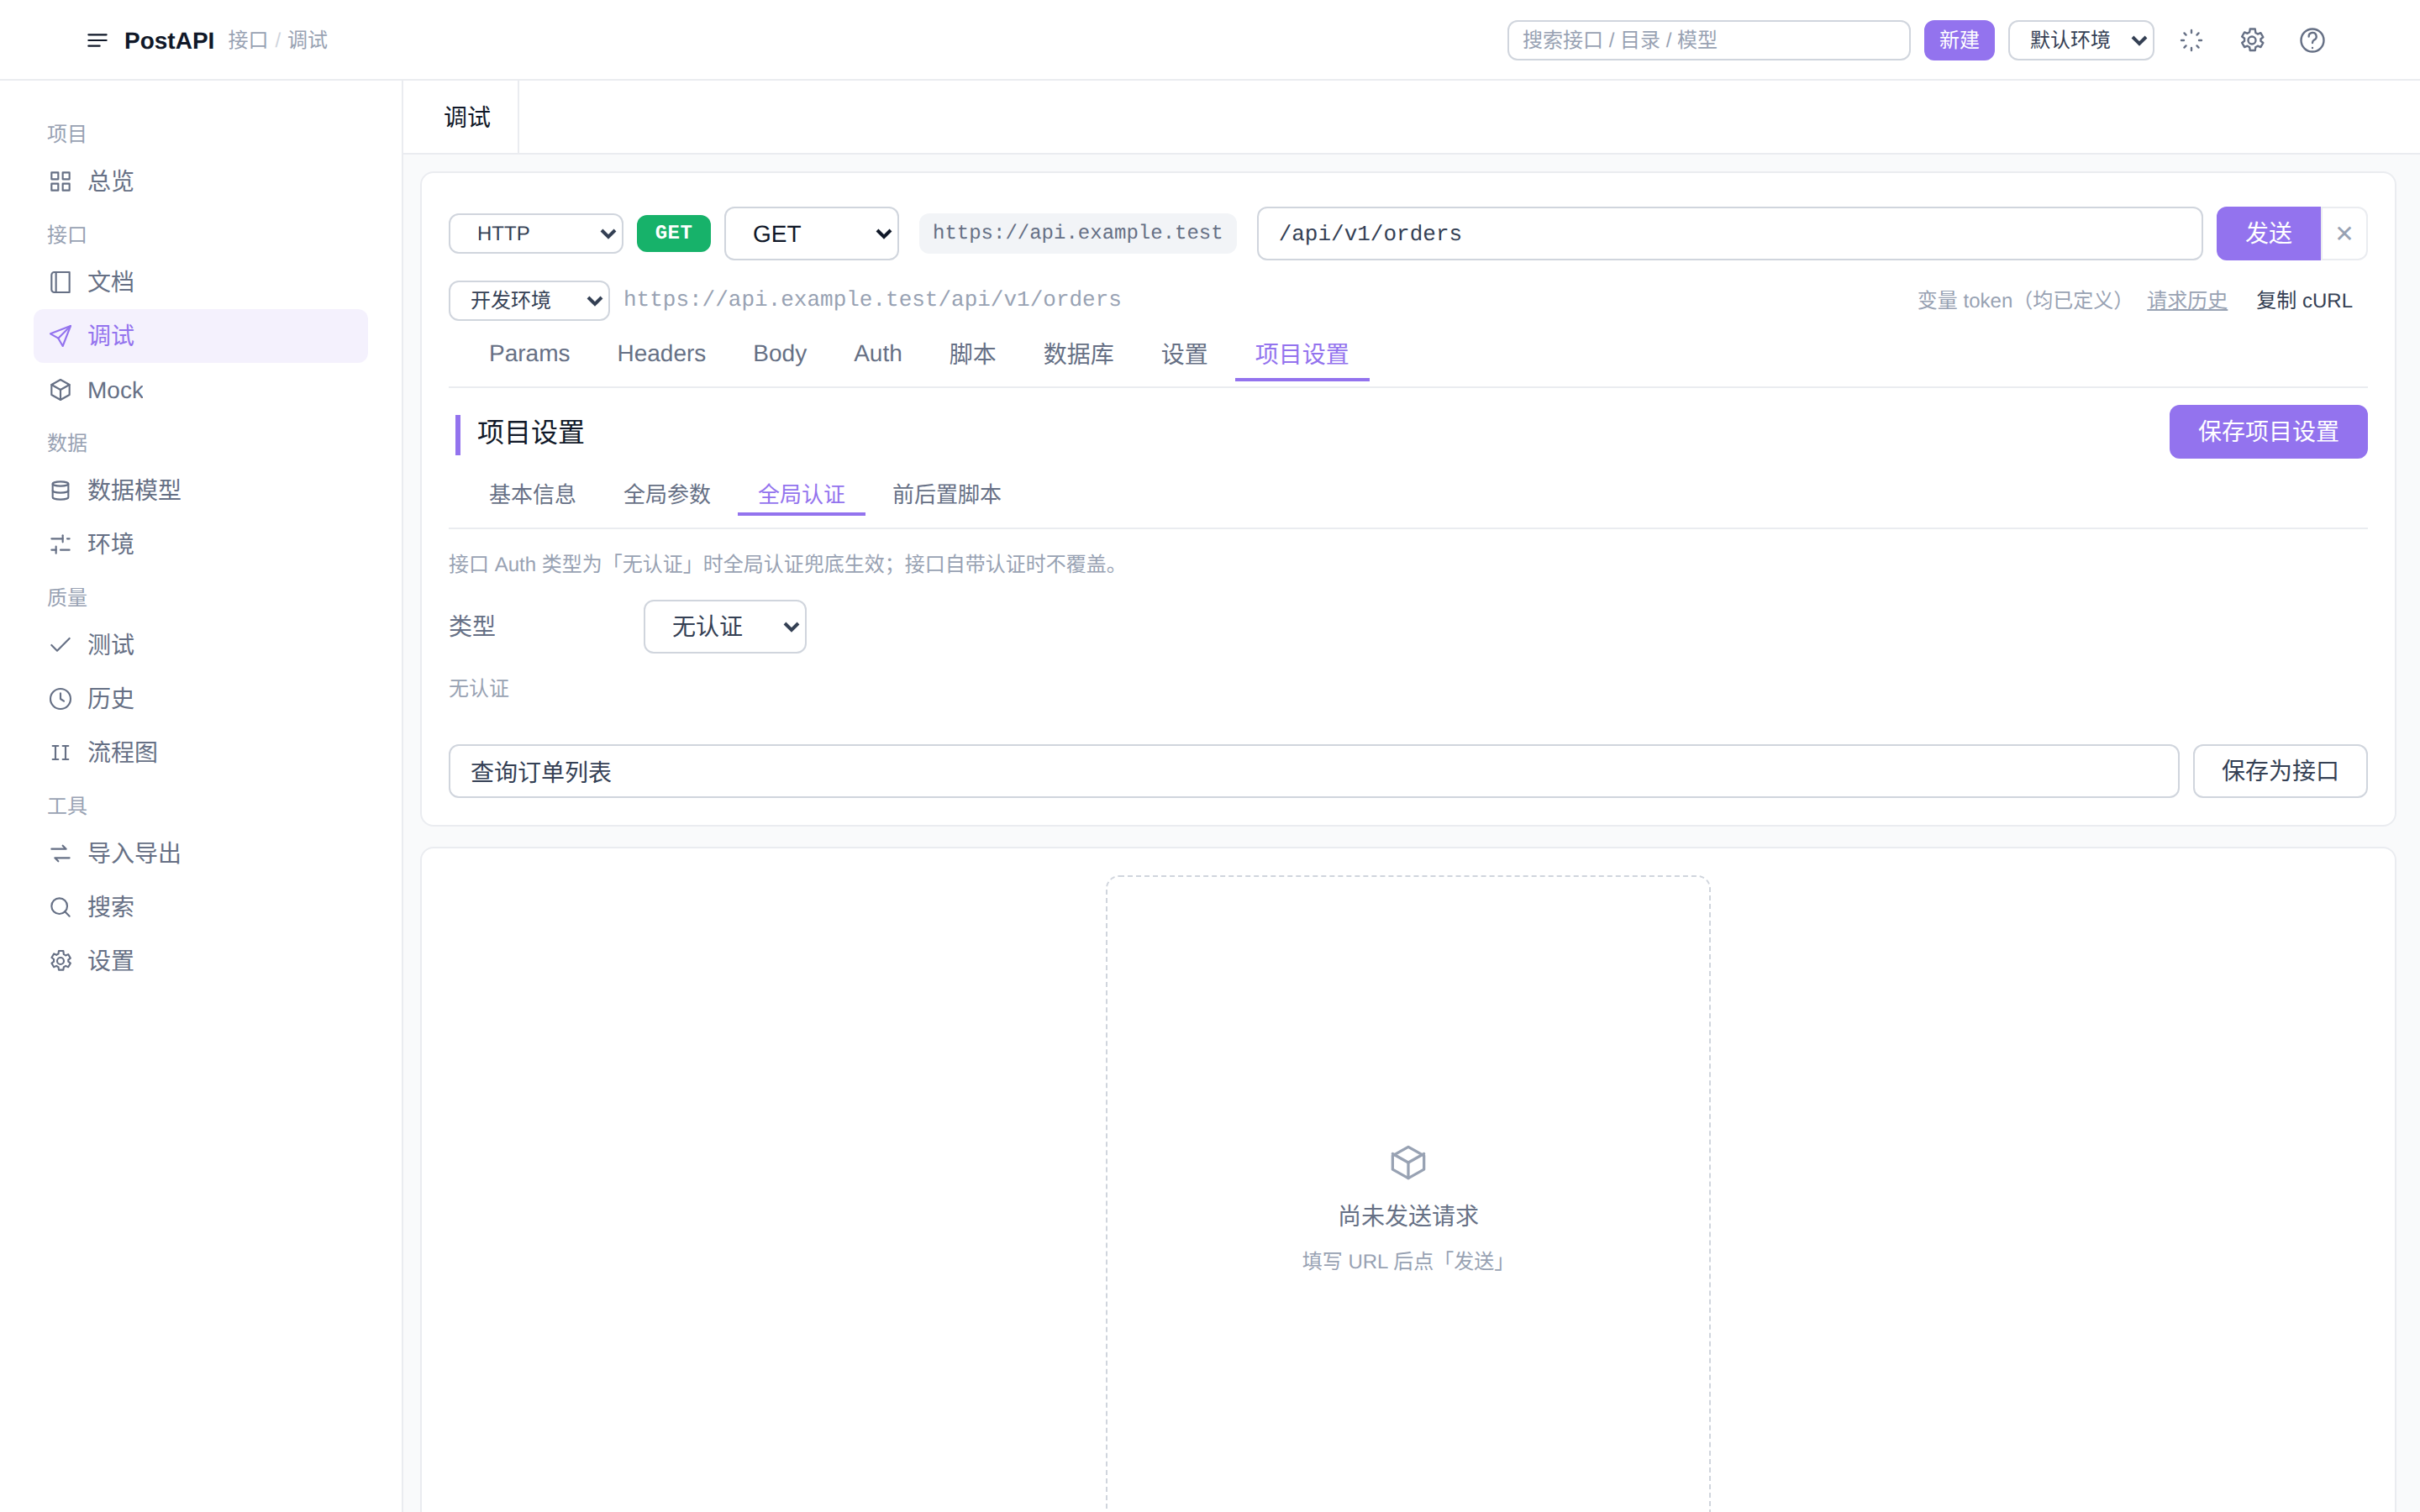 PostAPI 接口 / 调试
搜索接口 / 目录 / 模型 新建 默认环境
项目
总览
接口
文档
调试
Mock
数据
数据模型
环境
质量
测试
历史
流程图
工具
导入导出
搜索
设置
调试
HTTP GET GET https://api.example.test /api/v1/orders 发送 ✕
开发环境 https://api.example.test/api/v1/orders 变量 token（均已定义） 请求历史 复制 cURL
Params Headers Body Auth 脚本 数据库 设置 项目设置
项目设置 保存项目设置
基本信息 全局参数 全局认证 前后置脚本
接口 Auth 类型为「无认证」时全局认证兜底生效；接口自带认证时不覆盖。
类型 无认证
无认证
查询订单列表 保存为接口
尚未发送请求
填写 URL 后点「发送」